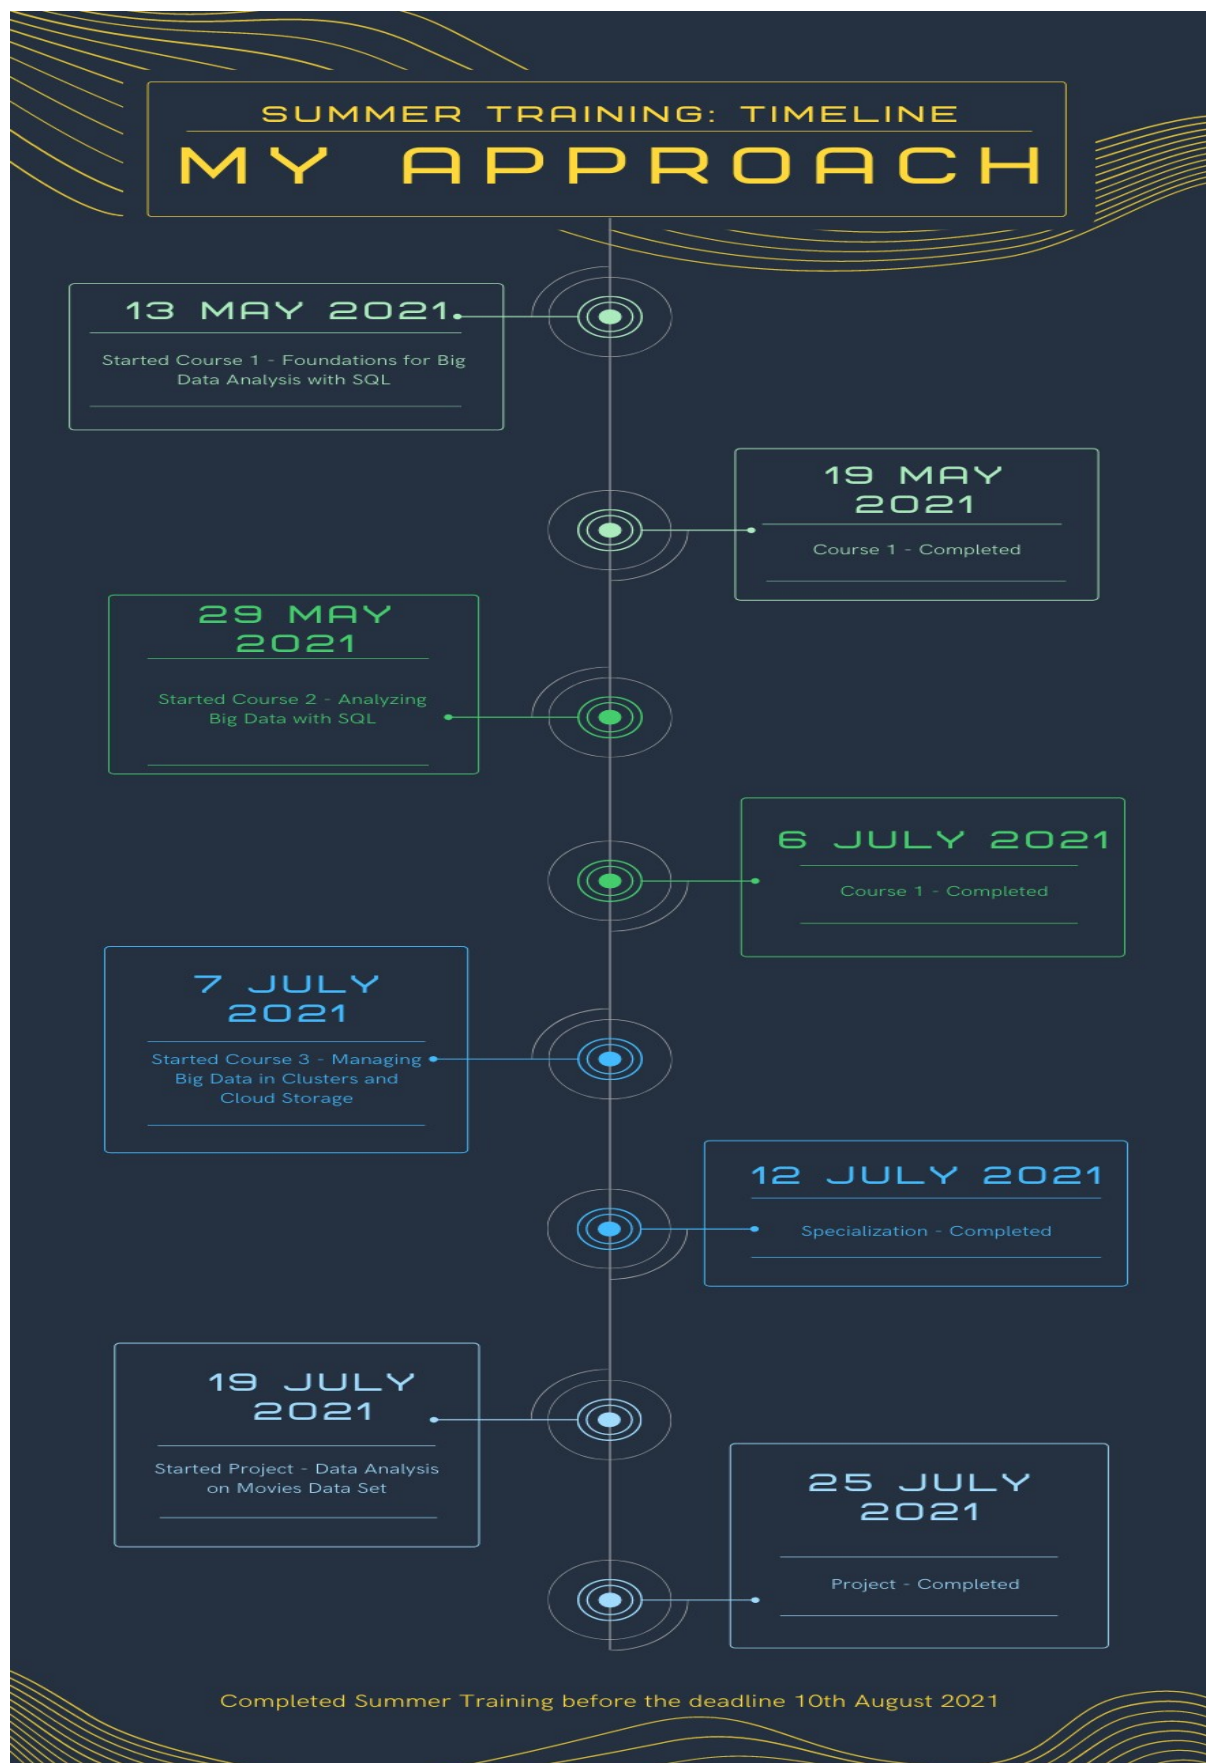 SUMMER TRAINING: TIMELINE
MY APPROACH
13 MAY 2021
Started Course 1 - Foundations for Big
Data Analysis with SQL
19 MAY
2021
Course 1 - Completed
29 MAY
2021
Started Course 2 - Analyzing
Big Data with SQL
6 JULY 2021
Course 1 - Completed
7 JULY
2021
Started Course 3 - Managing
Big Data in Clusters and
Cloud Storage
12 JULY 2021
Specialization - Completed
19 JULY
2021
Started Project - Data Analysis
on Movies Data Set
25 JULY
2021
Project - Completed
Completed Summer Training before the deadline 10th August 2021